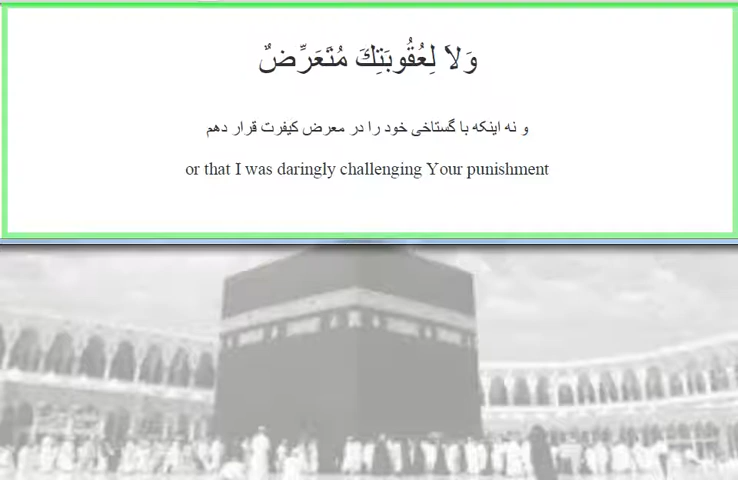 وَلاَ لِعُقُوبَتِكَ مُتَعَرِّضٌ
و نه اینکه با گستاخی خود را در معرض کیفرت قرار دهم
or that I was daringly challenging Your punishment